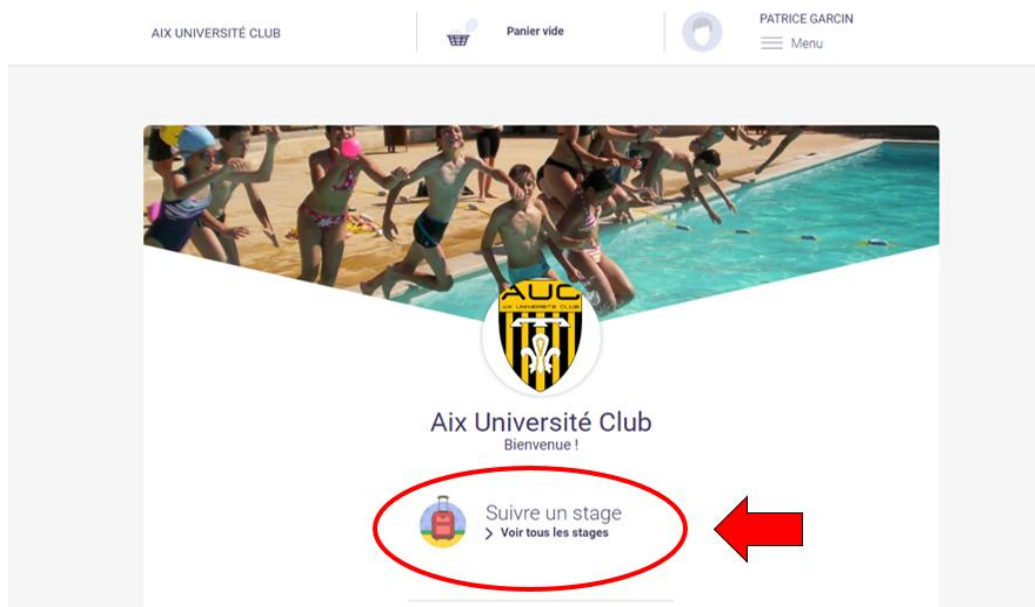 AIX UNIVERSITÉ CLUB
Panier vide
PATRICE GARCIN
Menu
AUC
AIX UNIVERSITE CLUB
Aix Université Club
Bienvenue !
Suivre un stage
> Voir tous les stages